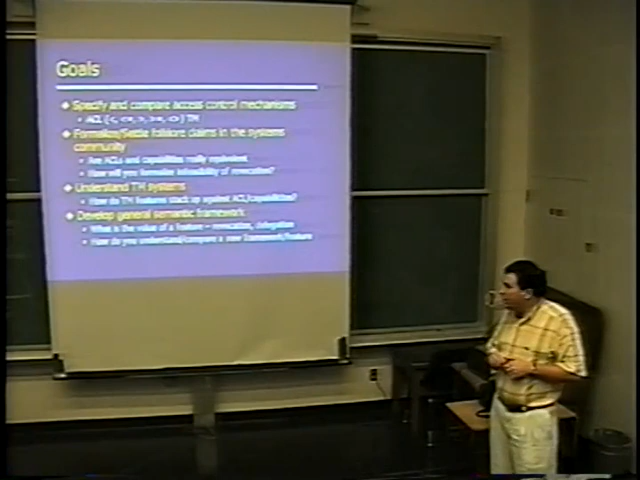 Goals
Specify and compare access control mechanisms
ACL (<, <=, >, >=, <>) TM
Formalize/Settle folklore claims in the systems
community
Are ACLs and capabilities really equivalent
How will you formalize infeasibility of revocation?
Understand TM systems
How do TM features stack up against ACL/capabilities?
Develop general semantic framework
What is the value of a feature – revocation, delegation
How do you understand/compare a new framework/feature